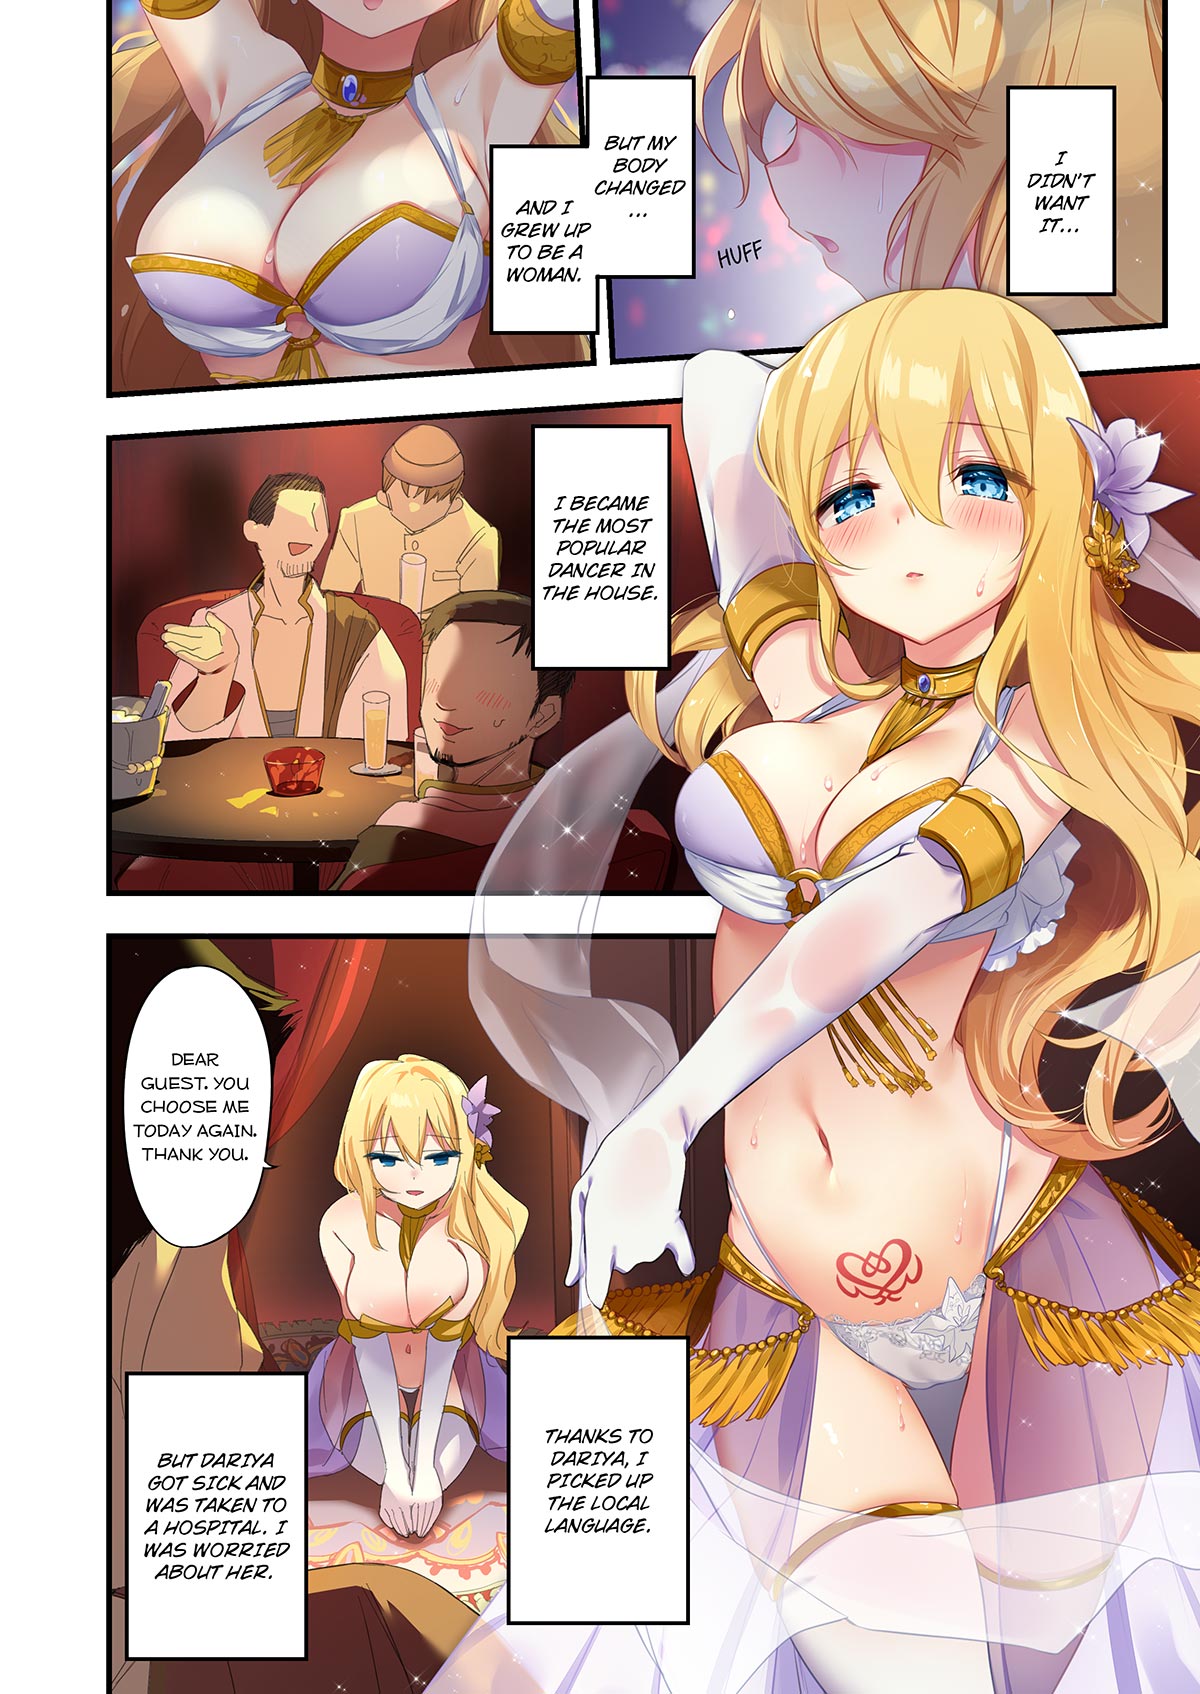 I
DIDN'T
WANT
IT...
HUFF
BUT MY
BODY
CHANGED
...
AND I
GREW UP
TO BE A
WOMAN.
I BECAME
THE MOST
POPULAR
DANCER IN
THE HOUSE.
THANKS TO
DARIYA, I
PICKED UP
THE LOCAL
LANGUAGE.
DEAR
GUEST. YOU
CHOOSE ME
TODAY AGAIN.
THANK YOU.
BUT DARIYA
GOT SICK AND
WAS TAKEN TO
A HOSPITAL. I
WAS WORRIED
ABOUT HER.